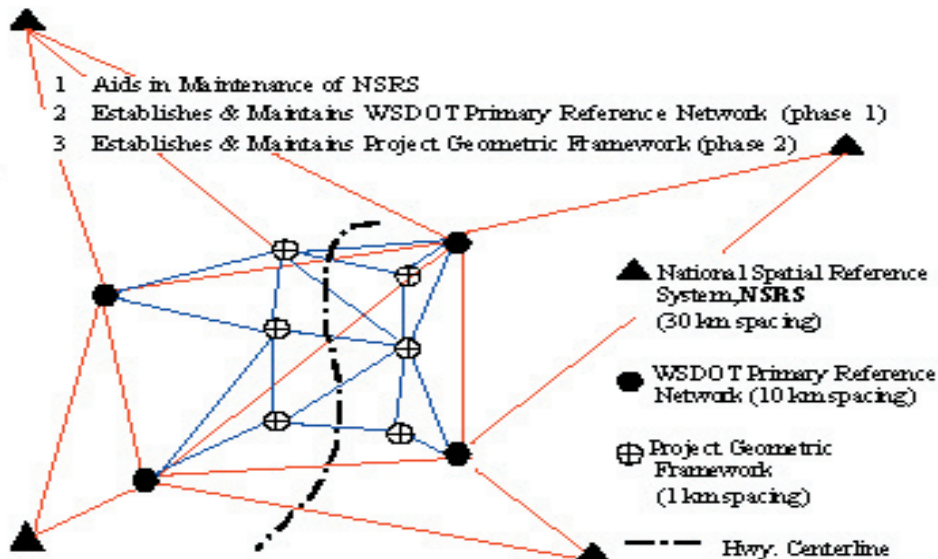 1 Aids in Maintenance of NSRS
2 Establishes & Maintains WSDOT Primary Reference Network (phase 1)
3 Establishes & Maintains Project Geometric Framework (phase 2)
National Spatial Reference
System,NSRS
(30 km spacing)
WSDOT Primary Reference
Network (10 km spacing)
Project Geometric
Framework
(1 km spacing)
Hwy. Centerline